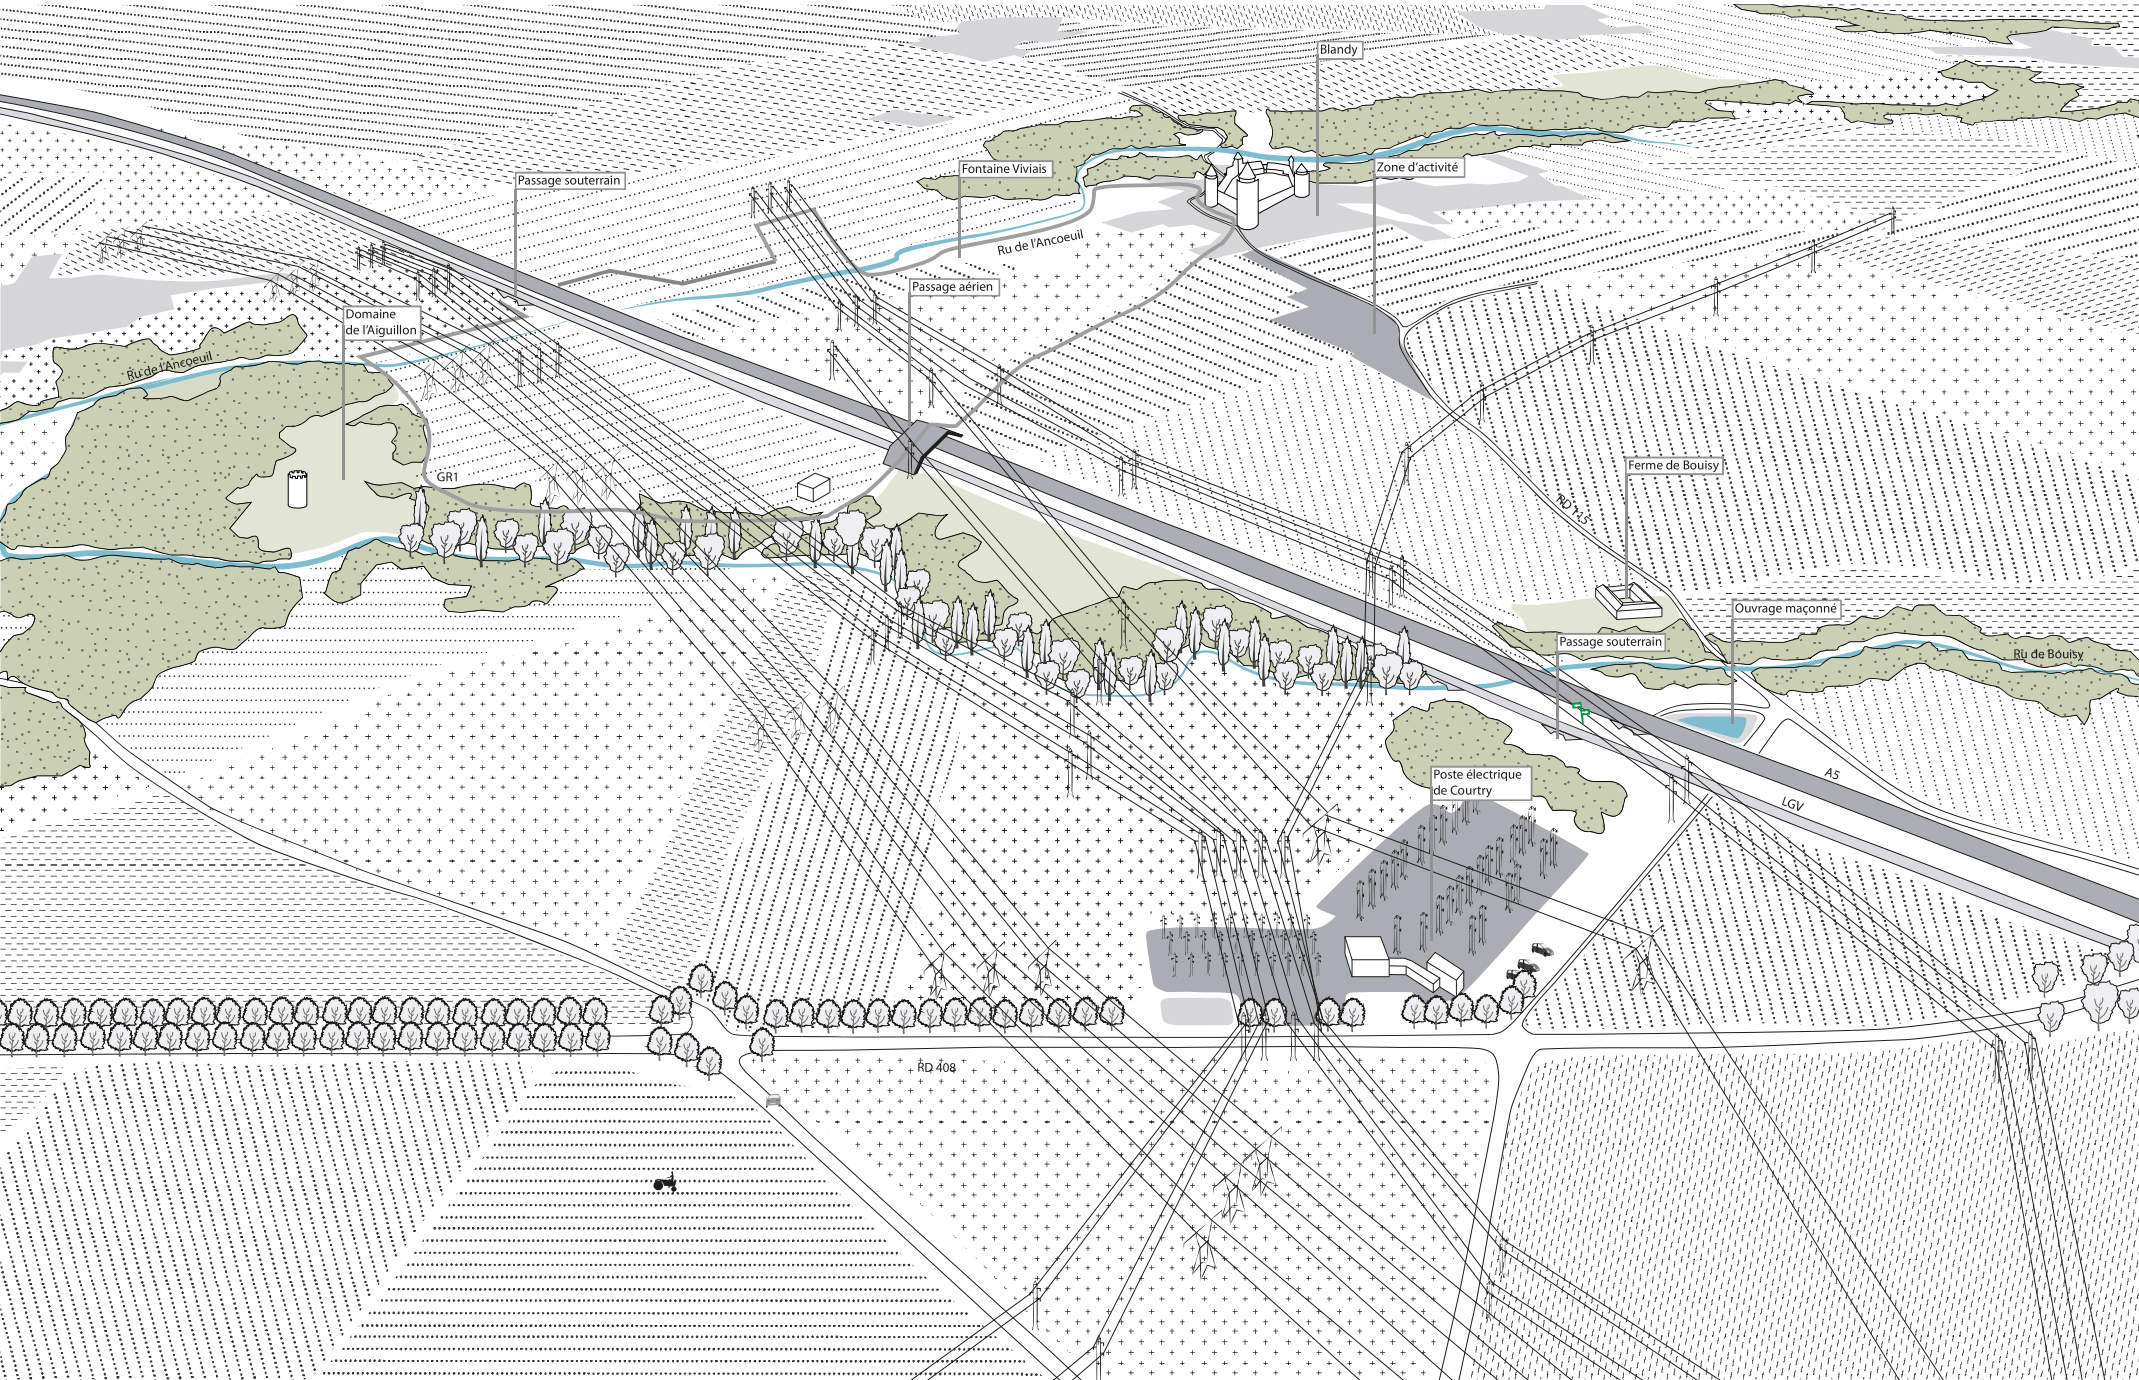 Blandy
Fontaine Viviais
Zone d'activité
Passage souterrain
Ru de l'Ancoeuil
Passage aérien
Domaine
de l'Aiguillon
Ru de l'Ancoeuil
GR1
Ferme de Bouisy
RD 115
Ouvrage maçonné
Passage souterrain
Ru de Bouisy
Poste électrique
de Courtry
A5
LGV
RD 408